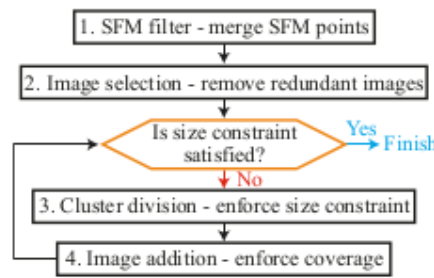 1. SFM filter - merge SFM points
2. Image selection - remove redundant images
Is size constraint
satisfied?
Yes
Finish
No
3. Cluster division - enforce size constraint
4. Image addition - enforce coverage